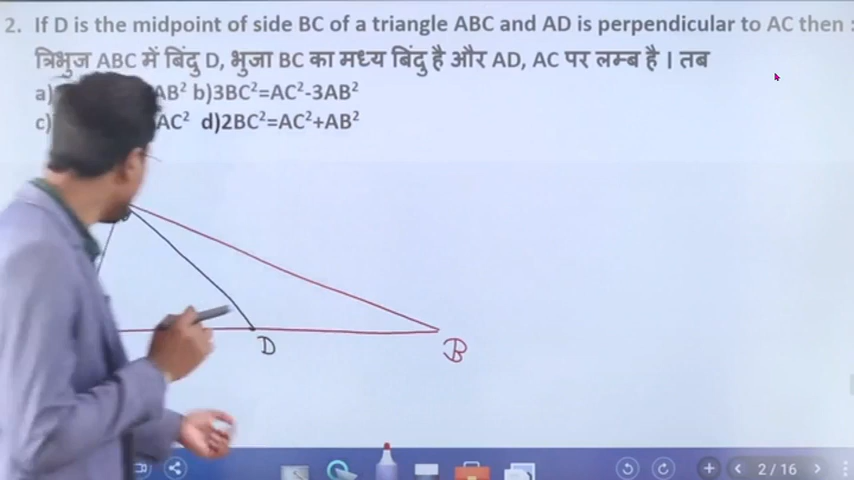 2. If D is the midpoint of side BC of a triangle ABC and AD is perpendicular to AC then :
त्रिभुज ABC में बिंदु D, भुजा BC का मध्य बिंदु है और AD, AC पर लम्ब है । तब
a) AB² b)3BC²=AC²-3AB²
c) AC² d)2BC²=AC²+AB²
D
B
2 / 16